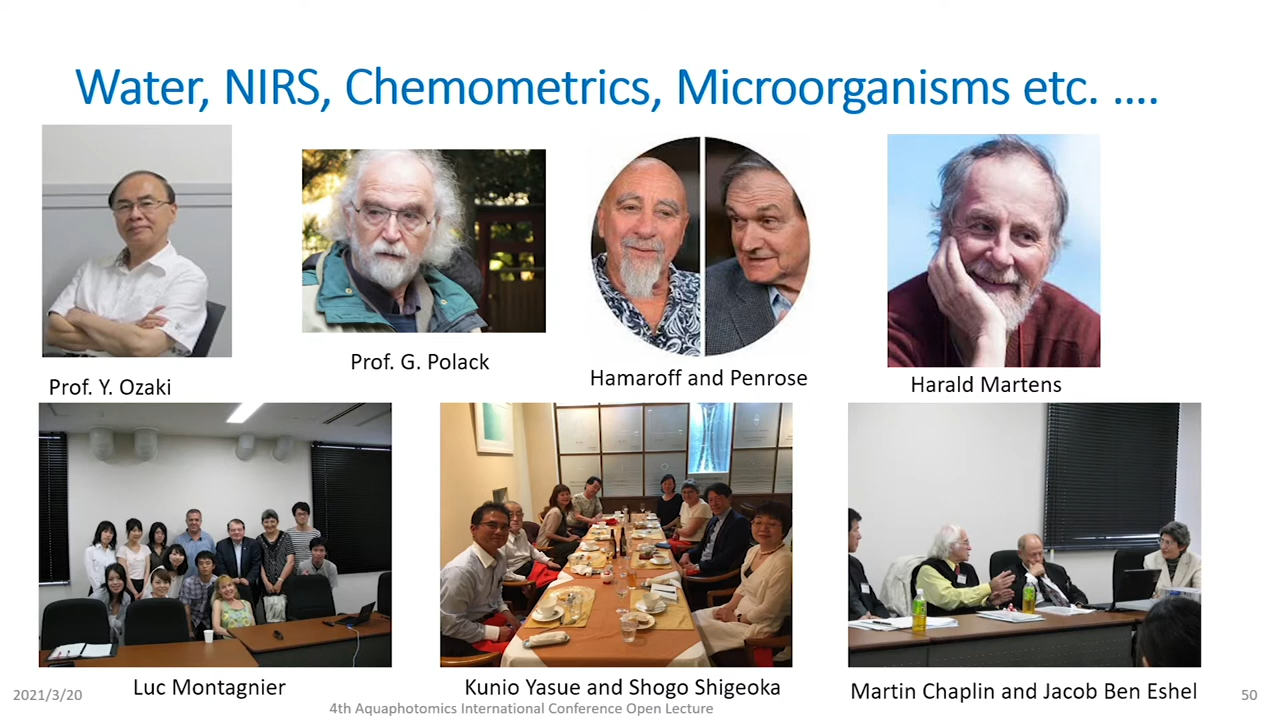 Water, NIRS, Chemometrics, Microorganisms etc. ....
Prof. Y. Ozaki
Prof. G. Polack
Hamaroff and Penrose
Harald Martens
Luc Montagnier
Kunio Yasue and Shogo Shigeoka
Martin Chaplin and Jacob Ben Eshel
2021/3/20
4th Aquaphotomics International Conference Open Lecture
50